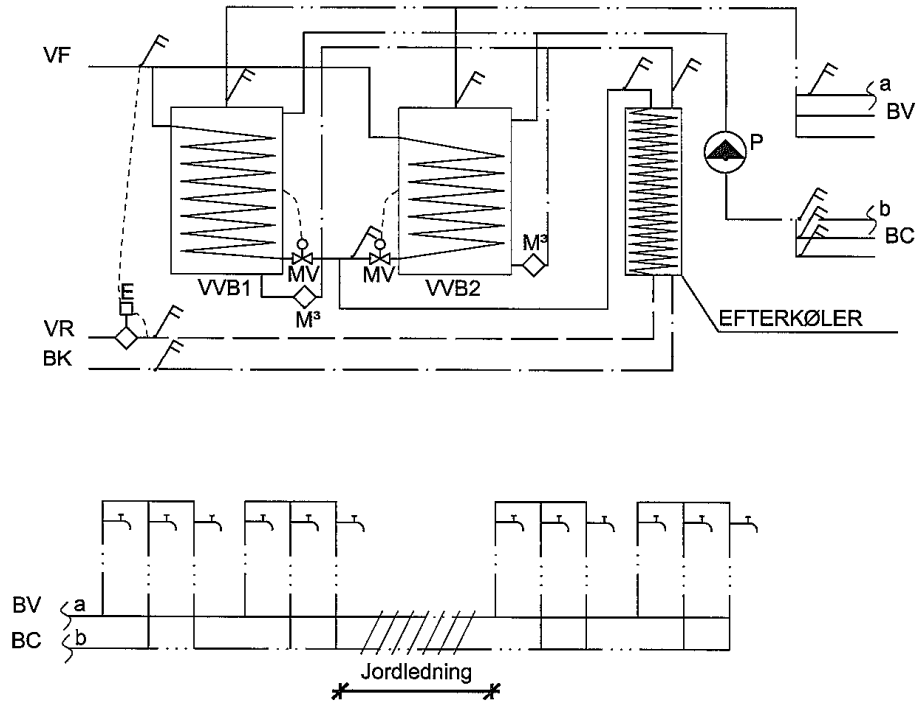 VF
a
BV
P
b
BC
MV
MV
VVB1
VVB2
M³
M³
E
EFTERKØLER
VR
BK
BV
a
BC
b
Jordledning